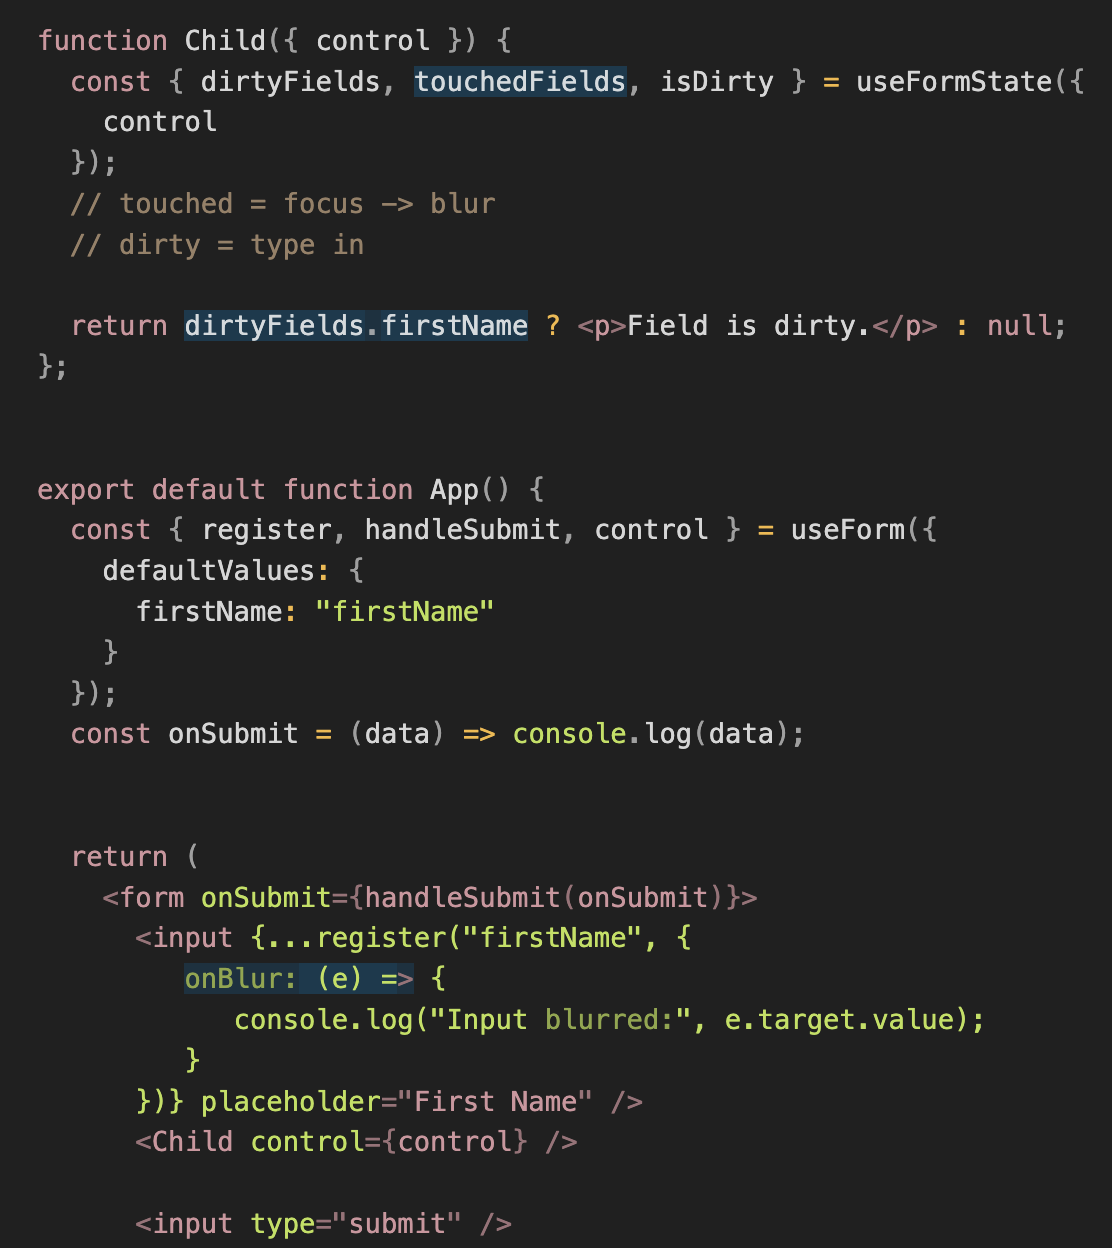 function Child({ control }) {
  const { dirtyFields, touchedFields, isDirty } = useFormState({
    control
  });
  // touched = focus -> blur
  // dirty = type in

  return dirtyFields.firstName ? <p>Field is dirty.</p> : null;
};

export default function App() {
  const { register, handleSubmit, control } = useForm({
    defaultValues: {
      firstName: "firstName"
    }
  });
  const onSubmit = (data) => console.log(data);

  return (
    <form onSubmit={handleSubmit(onSubmit)}>
      <input {...register("firstName", {
         onBlur: (e) => {
            console.log("Input blurred:", e.target.value);
         }
      })} placeholder="First Name" />
      <Child control={control} />

      <input type="submit" />